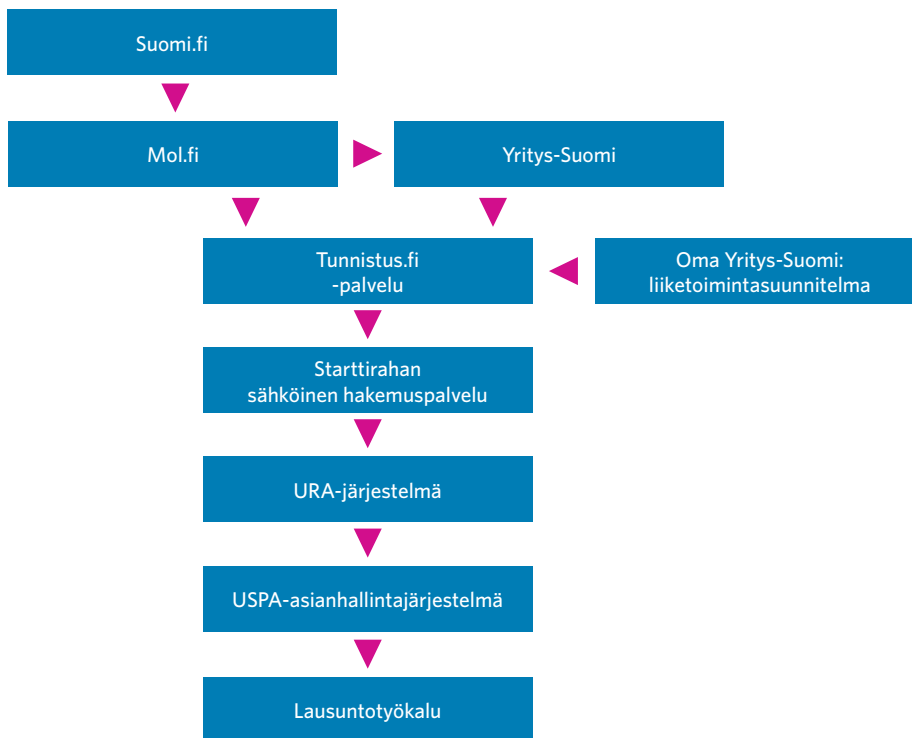 Suomi.fi
Mol.fi
Yritys-Suomi
Tunnistus.fi
-palvelu
Oma Yritys-Suomi:
liiketoimintasuunnitelma
Starttirahan
sähköinen hakemuspalvelu
URA-järjestelmä
USPA-asianhallintajärjestelmä
Lausuntotyökalu